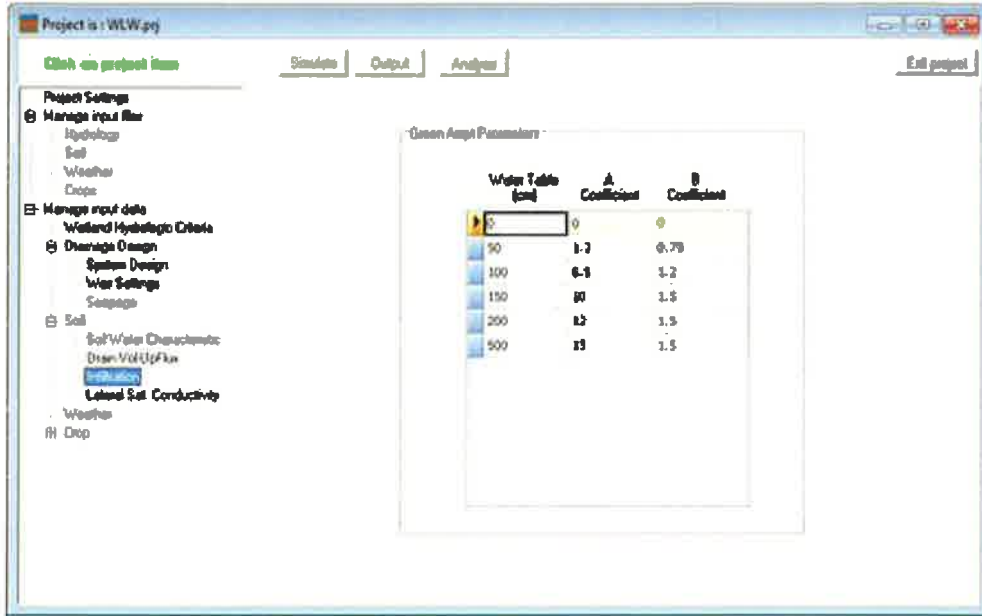 Project is : WLW.prj
Click on project item
Simulate
Output
Analysis
Exit project
Project Settings
Manage input files
Hydrology
Soil
Weather
Crops
Manage input data
Wetland Hydrologic Criteria
Drainage Design
System Design
Weir Settings
Seepage
Soil
Soil Water Characteristic
Drain Vol UpFlux
Infiltration
Lateral Sat. Conductivity
Weather
Crop
Green Ampt Parameters
Water Table (cm) A Coefficient B Coefficient
0 0 0
50 0.75
100 1.2
150 1.5
200 12 1.5
500 1.5